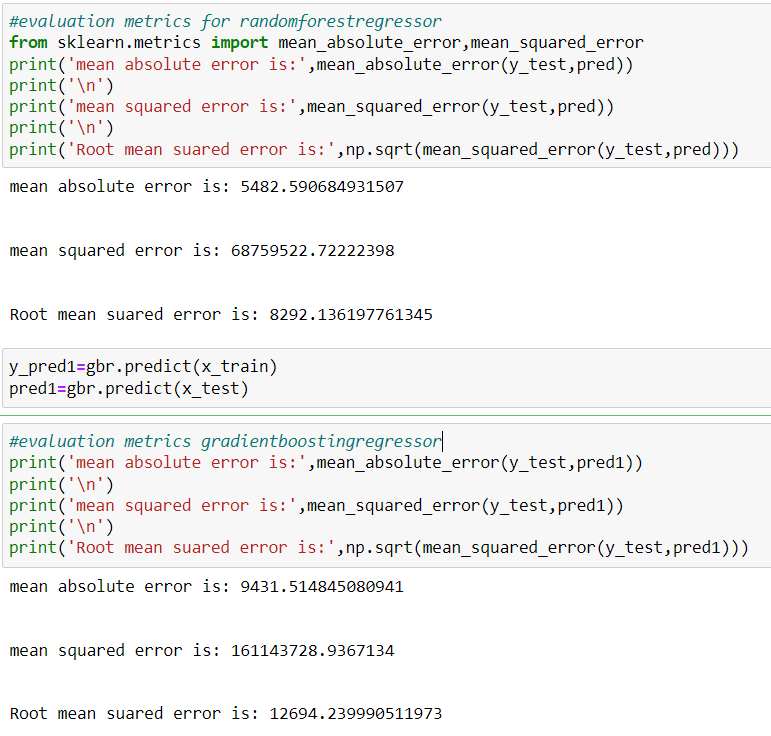 #evaluation metrics for randomforestregressor
from sklearn.metrics import mean_absolute_error,mean_squared_error
print('mean absolute error is:',mean_absolute_error(y_test,pred))
print('\n')
print('mean squared error is:',mean_squared_error(y_test,pred))
print('\n')
print('Root mean suared error is:',np.sqrt(mean_squared_error(y_test,pred)))
mean absolute error is: 5482.590684931507
mean squared error is: 68759522.72222398
Root mean suared error is: 8292.136197761345
y_pred1=gbr.predict(x_train)
pred1=gbr.predict(x_test)
#evaluation metrics gradientboostingregressor
print('mean absolute error is:',mean_absolute_error(y_test,pred1))
print('\n')
print('mean squared error is:',mean_squared_error(y_test,pred1))
print('\n')
print('Root mean suared error is:',np.sqrt(mean_squared_error(y_test,pred1)))
mean absolute error is: 9431.514845080941
mean squared error is: 161143728.9367134
Root mean suared error is: 12694.239990511973